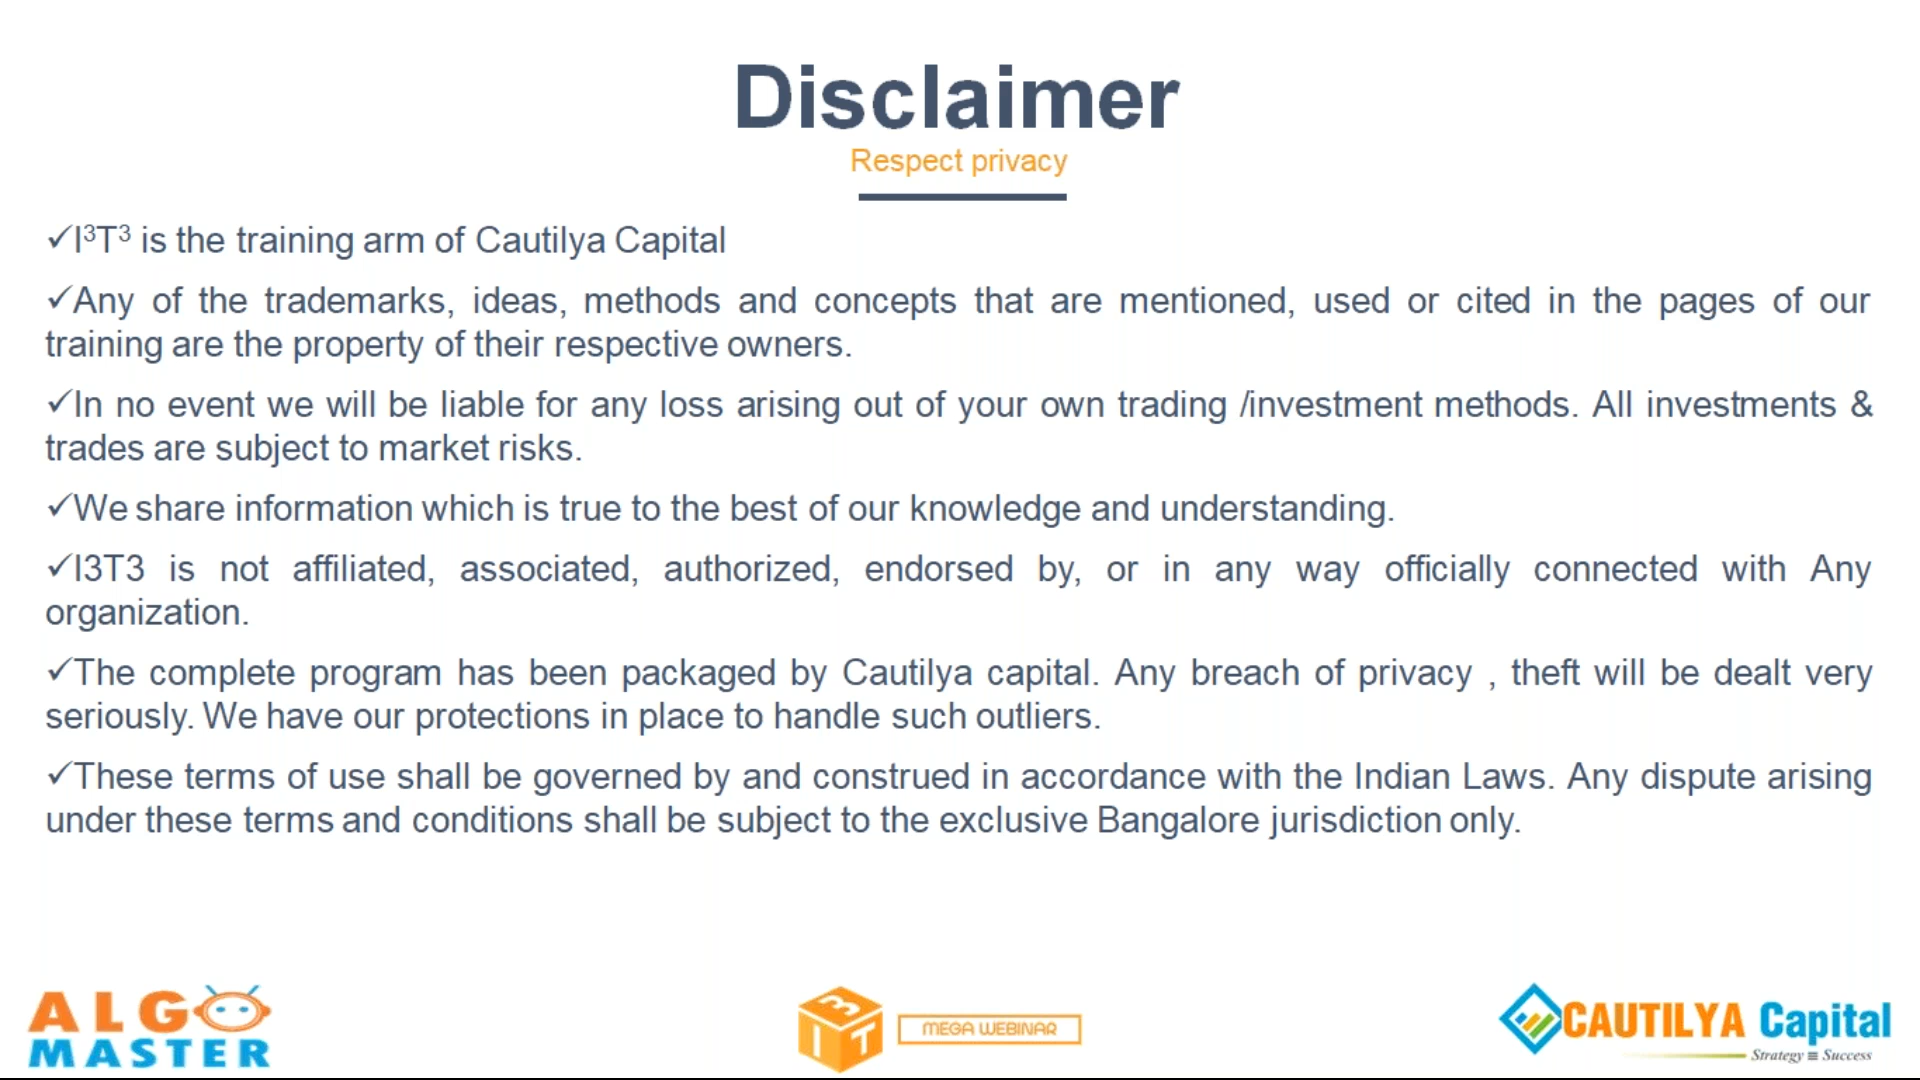 Disclaimer
Respect privacy
✓I³T³ is the training arm of Cautilya Capital
✓Any of the trademarks, ideas, methods and concepts that are mentioned, used or cited in the pages of our
training are the property of their respective owners.
✓In no event we will be liable for any loss arising out of your own trading /investment methods. All investments &
trades are subject to market risks.
✓We share information which is true to the best of our knowledge and understanding.
✓I3T3 is not affiliated, associated, authorized, endorsed by, or in any way officially connected with Any
organization.
✓The complete program has been packaged by Cautilya capital. Any breach of privacy , theft will be dealt very
seriously. We have our protections in place to handle such outliers.
✓These terms of use shall be governed by and construed in accordance with the Indian Laws. Any dispute arising
under these terms and conditions shall be subject to the exclusive Bangalore jurisdiction only.
ALGO
MASTER
3
I T
MEGA WEBINAR
CAUTILYA Capital
Strategy ≡ Success